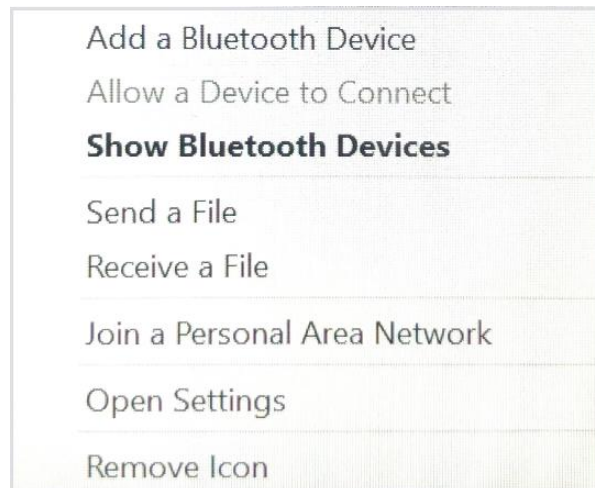 Add a Bluetooth Device
Allow a Device to Connect
Show Bluetooth Devices
Send a File
Receive a File
Join a Personal Area Network
Open Settings
Remove Icon